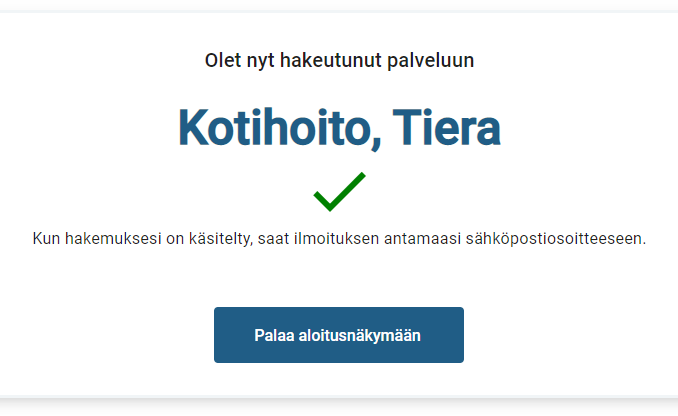 Olet nyt hakeutunut palveluun
Kotihoito, Tiera
Kun hakemuksesi on käsitelty, saat ilmoituksen antamaasi sähköpostiosoitteeseen.
Palaa aloitusnäkymään